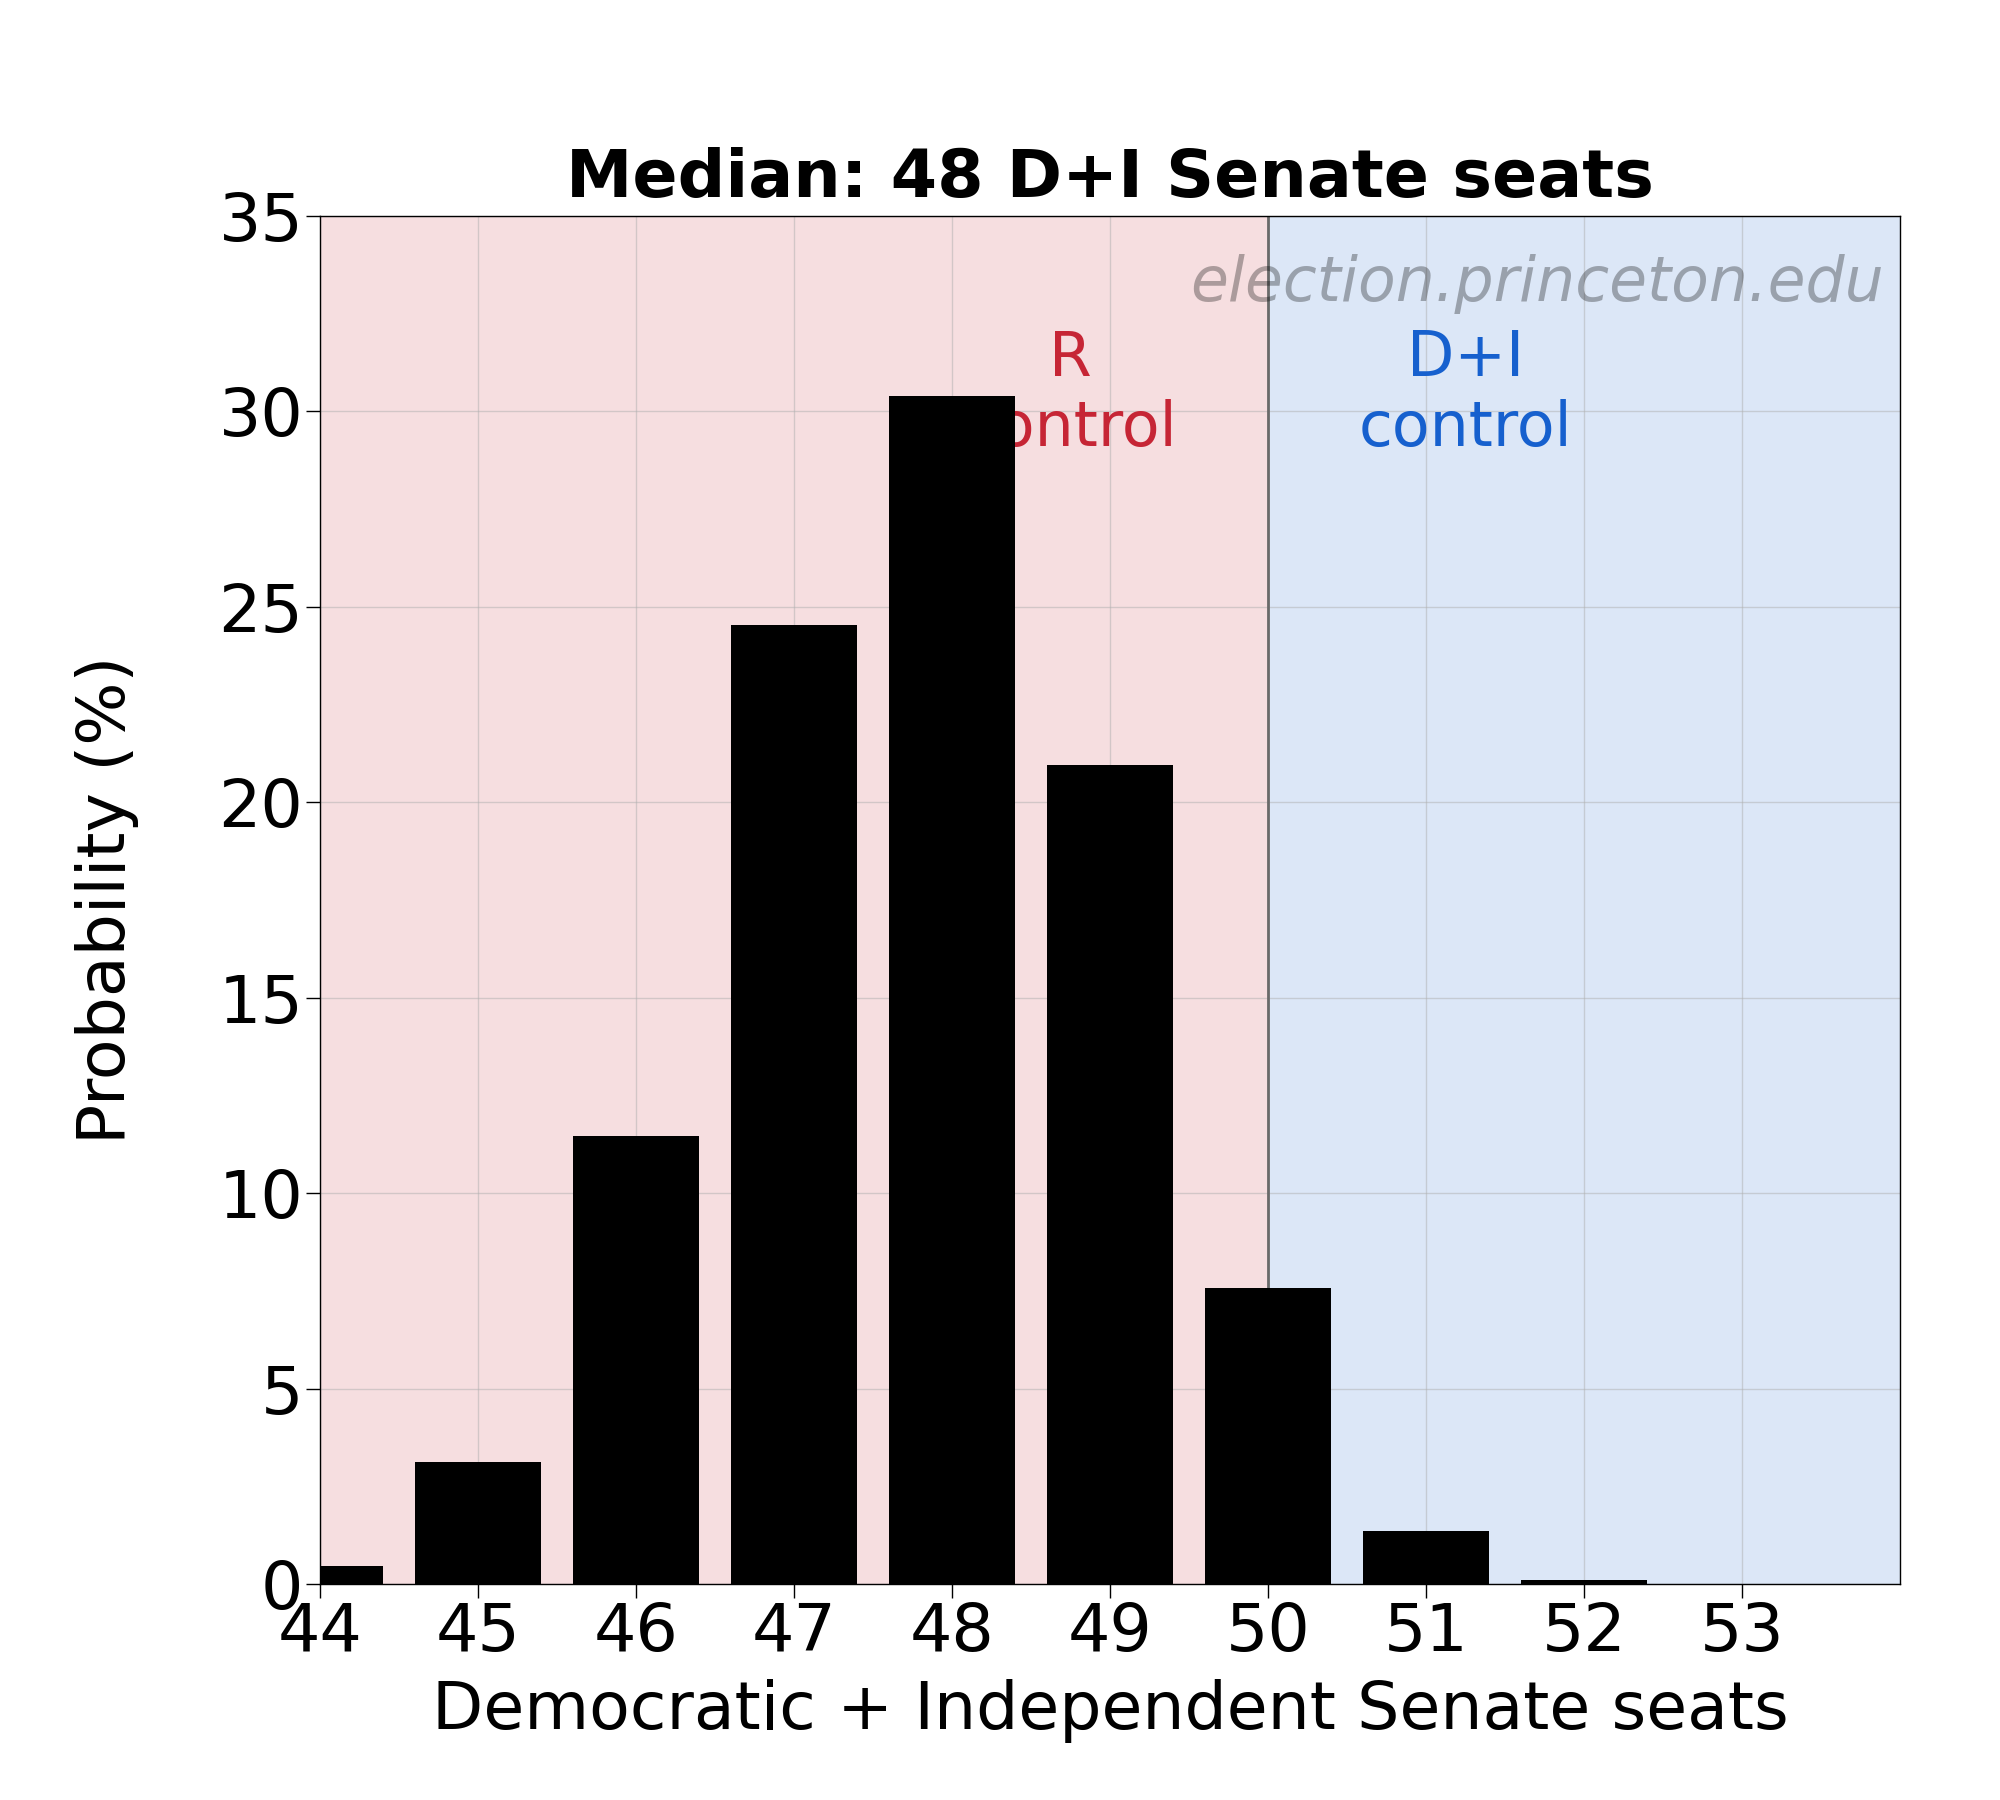 Median: 48 D+I Senate seats
election.princeton.edu
R
ontrol
D+I
control
Probability (%)
35
30
25
20
15
10
5
0
44 45 46 47 48 49 50 51 52 53
Democratic + Independent Senate seats